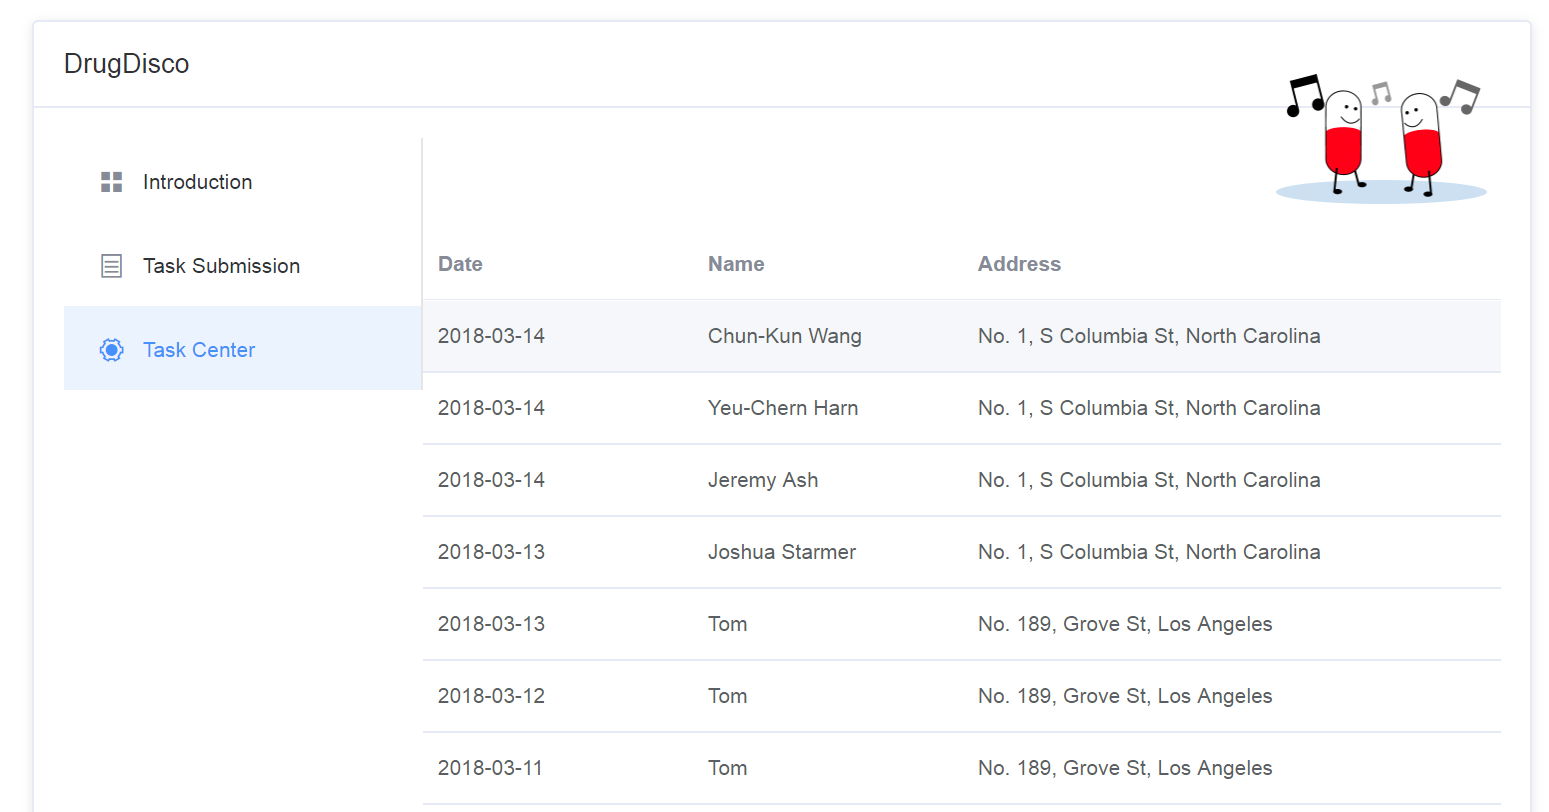 DrugDisco
Introduction
Task Submission
Task Center
Date Name Address
2018-03-14 Chun-Kun Wang No. 1, S Columbia St, North Carolina
2018-03-14 Yeu-Chern Harn No. 1, S Columbia St, North Carolina
2018-03-14 Jeremy Ash No. 1, S Columbia St, North Carolina
2018-03-13 Joshua Starmer No. 1, S Columbia St, North Carolina
2018-03-13 Tom No. 189, Grove St, Los Angeles
2018-03-12 Tom No. 189, Grove St, Los Angeles
2018-03-11 Tom No. 189, Grove St, Los Angeles